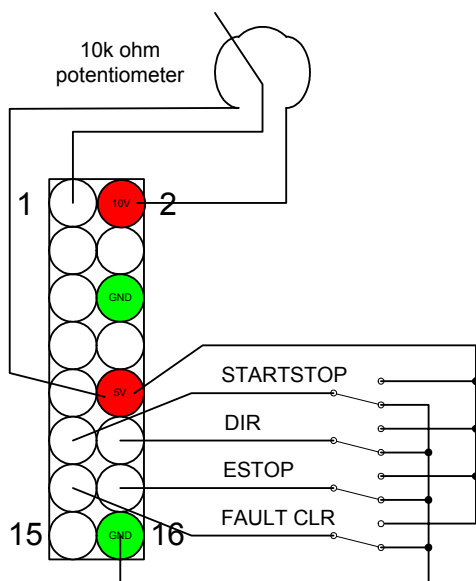 10k ohm
potentiometer
1
10V
2
GND
5V
STARTSTOP
DIR
ESTOP
FAULT CLR
15
GND
16